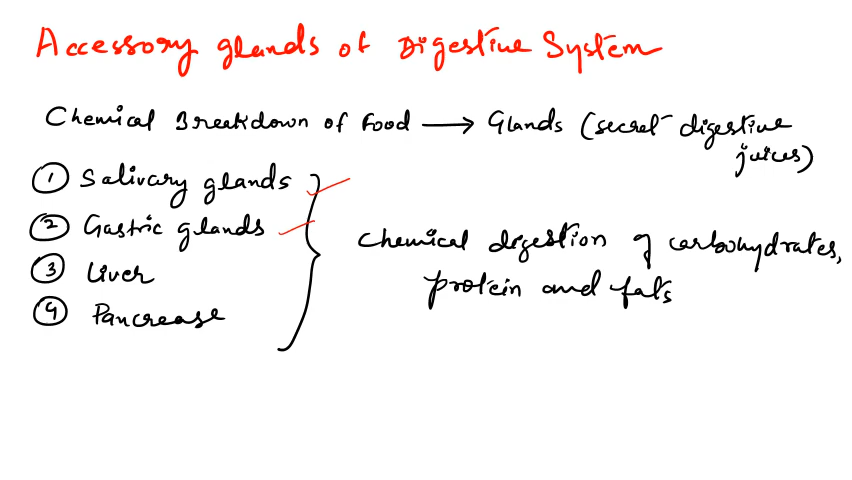 Accessory glands of Digestive System
Chemical Breakdown of Food → Glands (secret digestive juices)
① Salivary glands
② Gastric glands
③ Liver
④ Pancrease
Chemical digestion of carbohydrates,
protein and fats